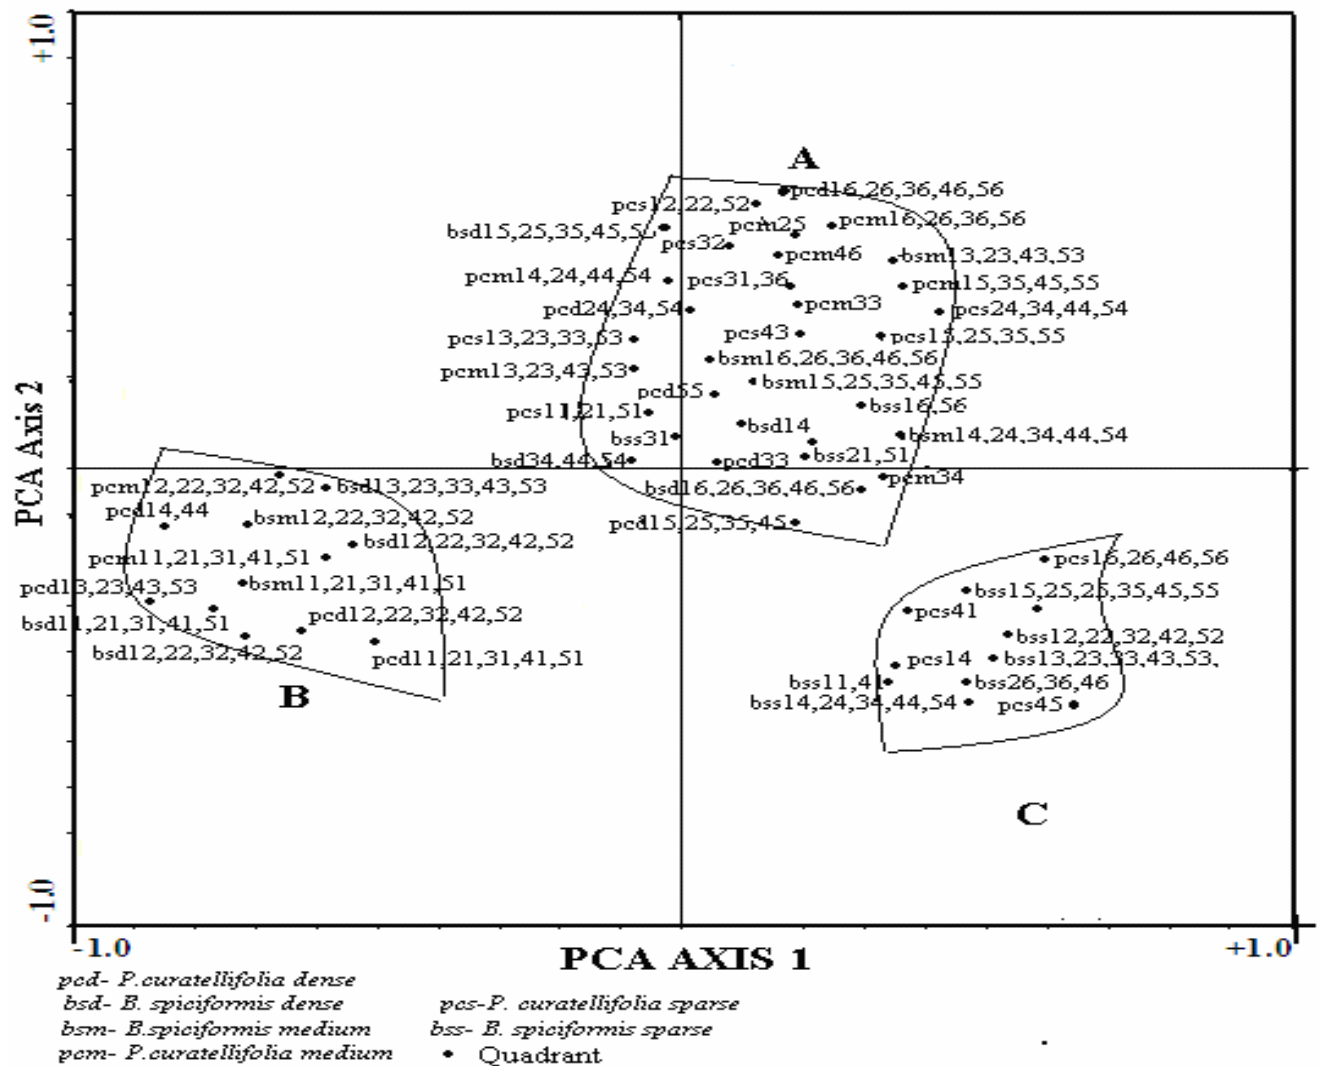 +1.0
A
pcd16,26,36,46,56
pcs12,22,52
pcm25
pcm16,26,36,56
bsd15,25,35,45,5
pcs32
pcm46
bsm13,23,43,53
pcm14,24,44,54
pcs31,36
pcm15,35,45,55
pcd24,34,54
pcm33
pcs24,34,44,54
pcs13,23,33,53
pcs43
pcs15,25,35,55
bsm16,26,36,46,56
pcm13,23,43,53
bsm15,25,35,45,55
pcd55
pcs11,21,51
bss16,56
bsd14
bss31
bsm14,24,34,44,54
bsd34,44,54
pcd33
bss21,51
pcm34
PCA Axis 2
pcm12,22,32,42,52
bsd13,23,33,43,53
bsd16,26,36,46,56
pcd14,44
bsm12,22,32,42,52
pcd15,25,35,45
bsd12,22,32,42,52
pcm11,21,31,41,51
pcs16,26,46,56
pcd13,23,43,53
bsm11,21,31,41,51
bss15,25,25,35,45,55
pcs41
bsd11,21,31,41,51
pcd12,22,32,42,52
bss12,22,32,42,52
bsd12,22,32,42,52
pcd11,21,31,41,51
pcs14
bss13,23,33,43,53.
B
bss11,41
bss26,36,46
bss14,24,34,44,54
pcs45
C
-1.0
-1.0
PCA AXIS 1
+1.0
pcd- P.curatellifolia dense
bsd- B. spiciformis dense
pcs-P. curatellifolia sparse
bsm- B.spiciformis medium
bss- B. spiciformis sparse
pcm- P.curatellifolia medium
• Quadrant